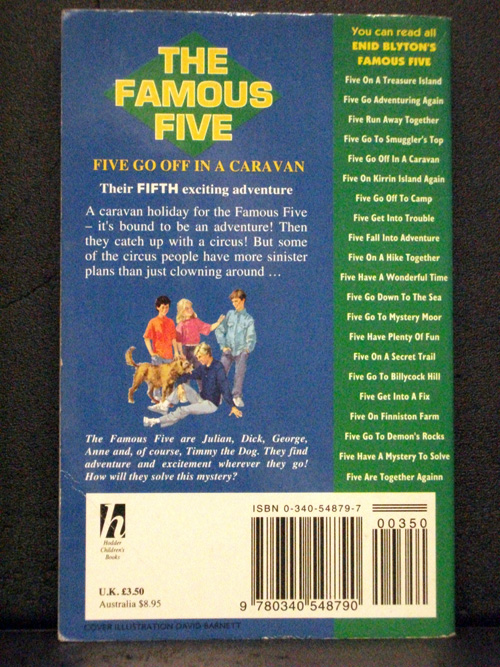 THE
FAMOUS
FIVE
FIVE GO OFF IN A CARAVAN
Their FIFTH exciting adventure
A caravan holiday for the Famous Five
– it's bound to be an adventure! Then
they catch up with a circus! But some
of the circus people have more sinister
plans than just clowning around ...
The Famous Five are Julian, Dick, George,
Anne and, of course, Timmy the Dog. They find
adventure and excitement wherever they go!
How will they solve this mystery?
h
Hodder
Children's
Books
U.K. £3.50
Australia $8.95
ISBN 0-340-54879-7
00350
9 780340 548790
COVER ILLUSTRATION DAVID BARNETT
You can read all
ENID BLYTON'S
FAMOUS FIVE
Five On A Treasure Island
Five Go Adventuring Again
Five Run Away Together
Five Go To Smuggler's Top
Five Go Off In A Caravan
Five On Kirrin Island Again
Five Go Off To Camp
Five Get Into Trouble
Five Fall Into Adventure
Five On A Hike Together
Five Have A Wonderful Time
Five Go Down To The Sea
Five Go To Mystery Moor
Five Have Plenty Of Fun
Five On A Secret Trail
Five Go To Billycock Hill
Five Get Into A Fix
Five On Finniston Farm
Five Go To Demon's Rocks
Five Have A Mystery To Solve
Five Are Together Againn